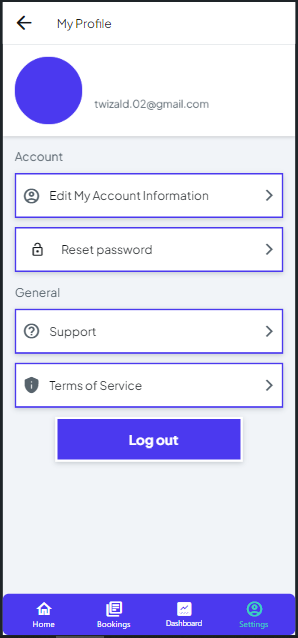 My Profile
twizald.02@gmail.com
Account
Edit My Account Information
Reset password
General
Support
Terms of Service
Log out
Home Bookings Dashboard Settings